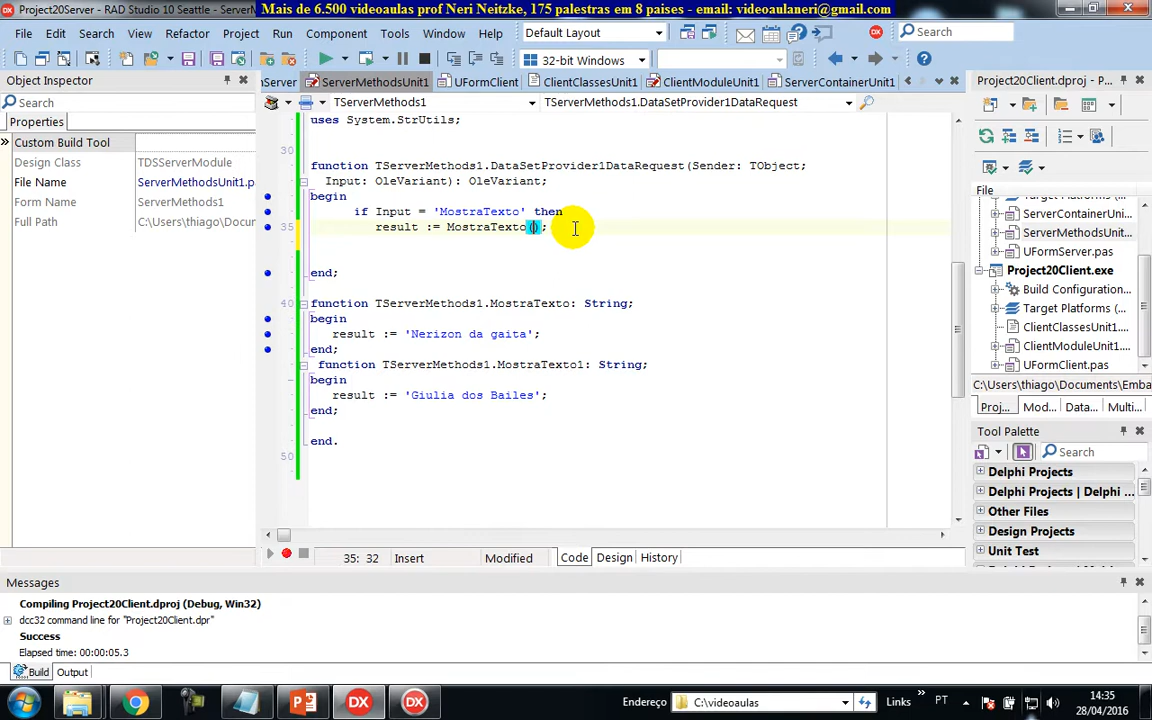 Project20Server - RAD Studio 10 Seattle - ServerM
Mais de 6.500 videoaulas prof Neri Neitzke, 175 palestras em 8 paises - email: videoaulaneri@gmail.com
File Edit Search View Refactor Project Run Component Tools Window Help
Default Layout
Search
32-bit Windows
Object Inspector
Search
Properties
Custom Build Tool
Design Class TDSServerModule
File Name ServerMethodsUnit1.p
Form Name ServerMethods1
Full Path C:\Users\thiago\Docum
Server ServerMethodsUnit1 UFormClient ClientClassesUnit1 ClientModuleUnit1 ServerContainerUnit1
TServerMethods1 TServerMethods1.DataSetProvider1DataRequest
uses System.StrUtils;
30
function TServerMethods1.DataSetProvider1DataRequest(Sender: TObject;
Input: OleVariant): OleVariant;
begin
if Input = 'MostraTexto' then
35 result := MostraTexto();
end;
40 function TServerMethods1.MostraTexto: String;
begin
result := 'Nerizon da gaita';
end;
function TServerMethods1.MostraTexto1: String;
begin
result := 'Giulia dos Bailes';
end;
end.
50
35: 32 Insert Modified Code Design History
Project20Client.dproj - P...
File
Target Platforms (...
ServerContainerUni...
ServerMethodsUnit...
UFormServer.pas
Project20Client.exe
Build Configuration...
Target Platforms (...
ClientClassesUnit1....
ClientModuleUnit1....
UFormClient.pas
C:\Users\thiago\Documents\Emba
Proj... Mod... Data... Multi...
Tool Palette
Search
Delphi Projects
Delphi Projects | Delphi ...
Other Files
Design Projects
Unit Test
Messages
Compiling Project20Client.dproj (Debug, Win32)
dcc32 command line for "Project20Client.dpr"
Success
Elapsed time: 00:00:05.3
Build Output
Endereço C:\videoaulas
Links
PT
14:35
28/04/2016